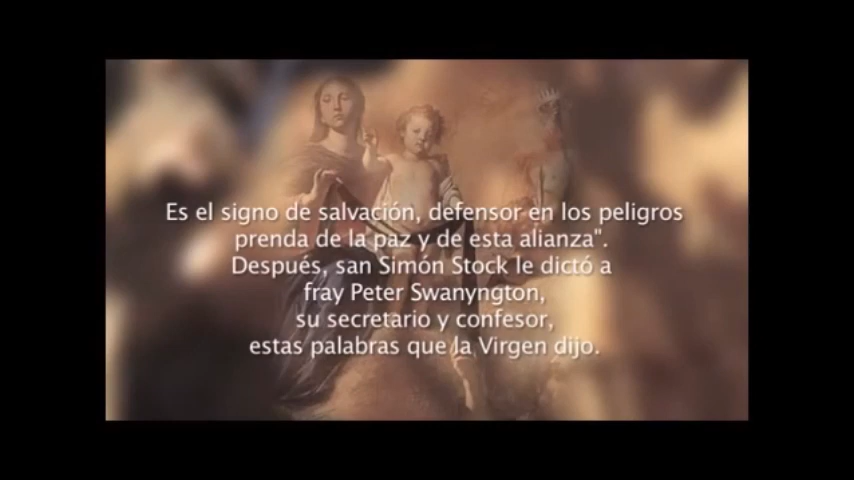 Es el signo de salvación, defensor en los peligros
prenda de la paz y de esta alianza".
Después, san Simón Stock le dictó a
fray Peter Swanyngton,
su secretario y confesor,
estas palabras que la Virgen dijo.